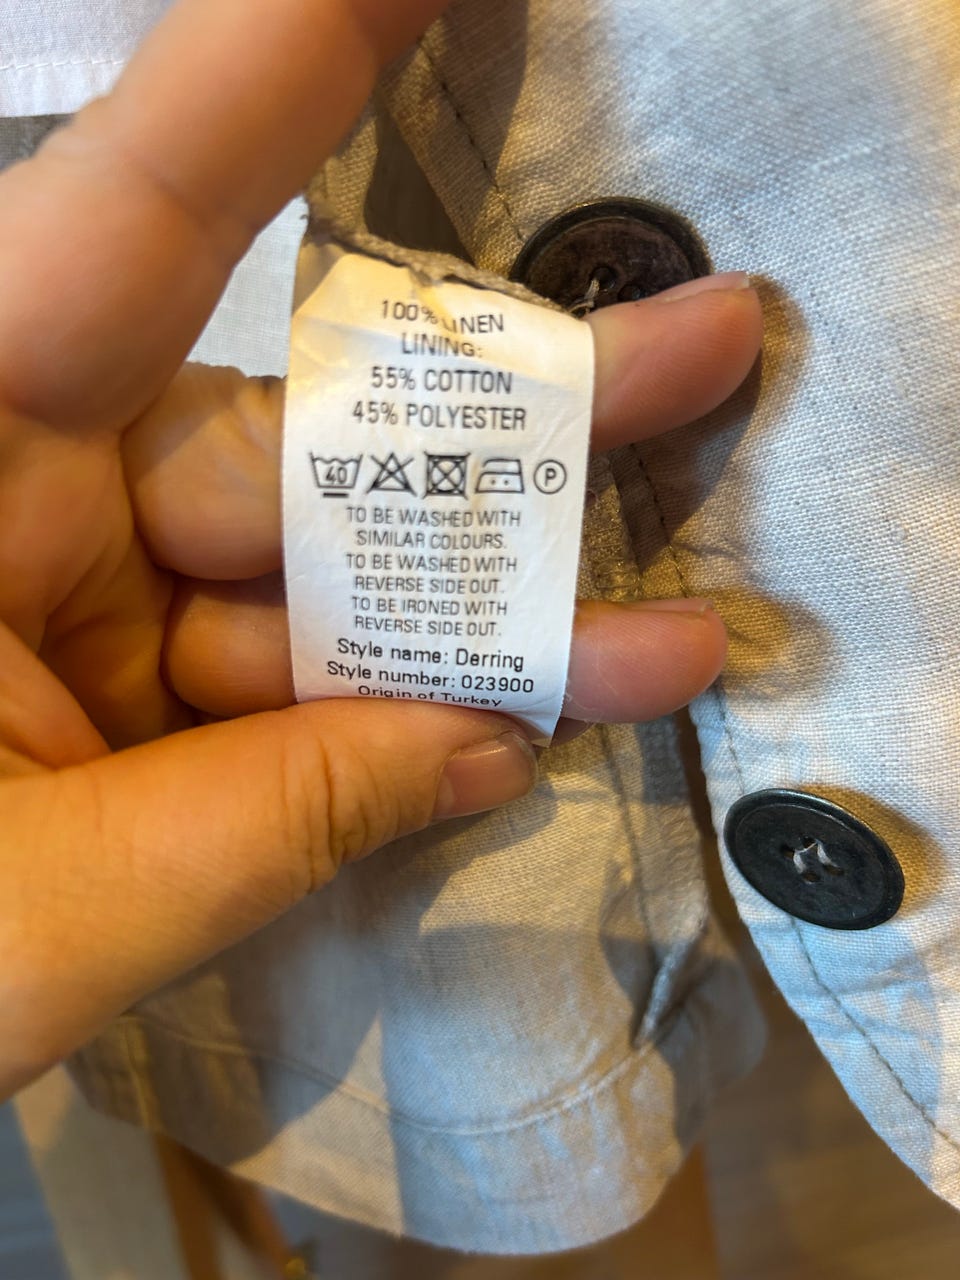 100% LINEN
LINING:
55% COTTON
45% POLYESTER
40 P
TO BE WASHED WITH
SIMILAR COLOURS.
TO BE WASHED WITH
REVERSE SIDE OUT.
TO BE IRONED WITH
REVERSE SIDE OUT.
Style name: Derring
Style number: 023900
Origin of Turkey